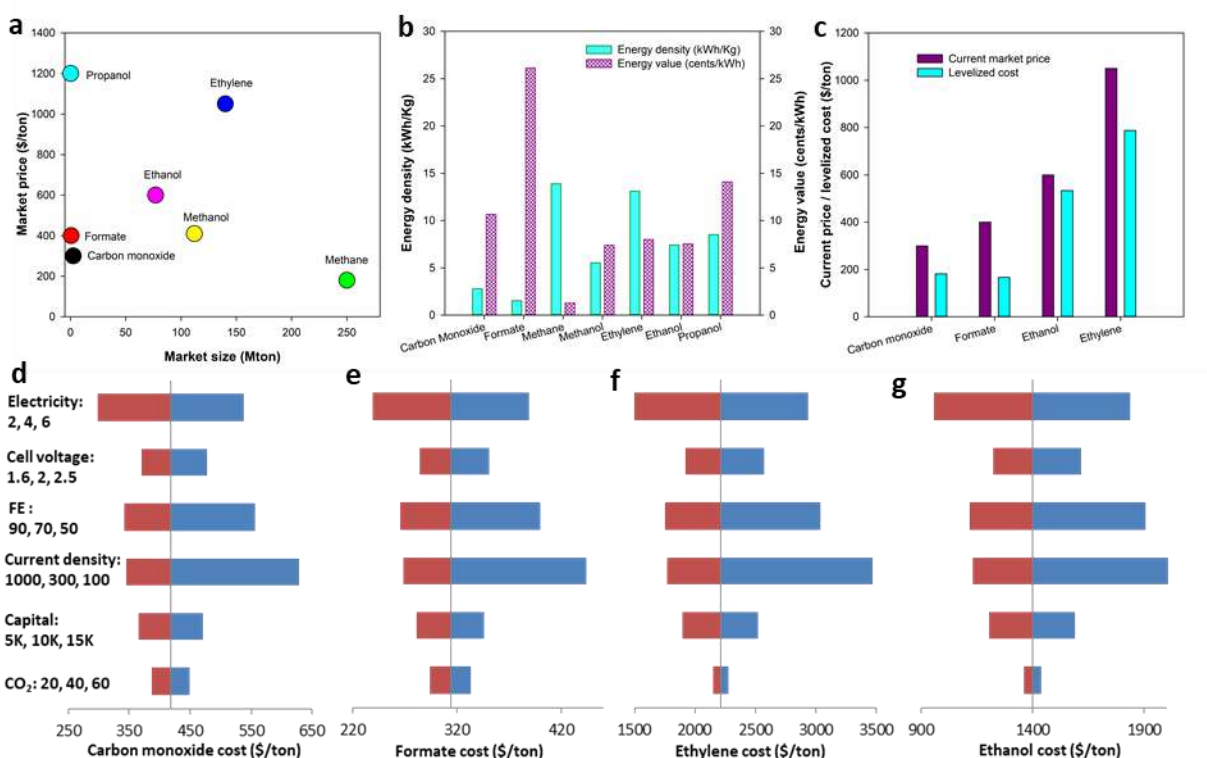 a
1400
1200
1000
800
600
400
200
0
Market price ($/ton)
Propanol
Ethylene
Ethanol
Methanol
Formate
Carbon monoxide
Methane
0 50 100 150 200 250
Market size (Mton)
b
30
25
20
15
10
5
0
Energy density (kWh/Kg)
Energy density (kWh/Kg)
Energy value (cents/kWh)
30
25
20
15
10
5
0
Energy value (cents/kWh)
Carbon Monoxide
Formate
Methane
Methanol
Ethylene
Ethanol
Propanol
c
1200
1000
800
600
400
200
0
Current price / levelized cost ($/ton)
Current market price
Levelized cost
Carbon monoxide
Formate
Ethanol
Ethylene
d
Electricity:
2, 4, 6
Cell voltage:
1.6, 2, 2.5
FE :
90, 70, 50
Current density:
1000, 300, 100
Capital:
5K, 10K, 15K
CO₂: 20, 40, 60
250 350 450 550 650
Carbon monoxide cost ($/ton)
e
220 320 420
Formate cost ($/ton)
f
1500 2000 2500 3000 3500
Ethylene cost ($/ton)
g
900 1400 1900
Ethanol cost ($/ton)